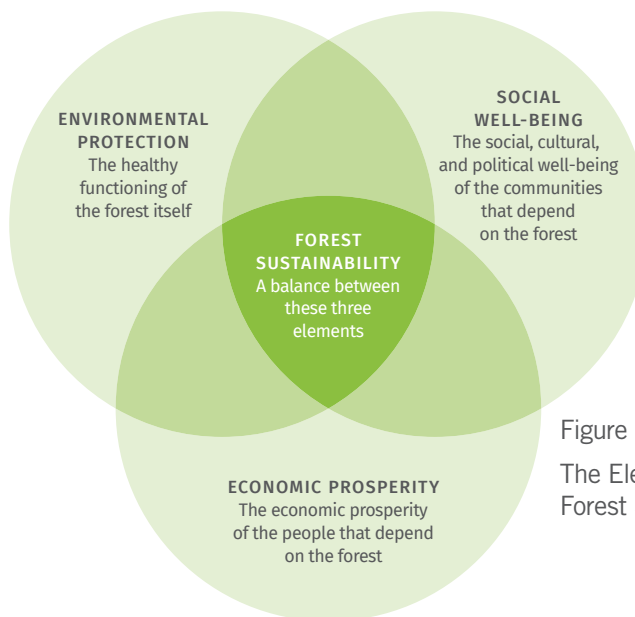 ENVIRONMENTAL
PROTECTION
The healthy
functioning of
the forest itself
SOCIAL
WELL-BEING
The social, cultural,
and political well-being
of the communities
that depend
on the forest
FOREST
SUSTAINABILITY
A balance between
these three
elements
ECONOMIC PROSPERITY
The economic prosperity
of the people that depend
on the forest
Figure
The
Forest